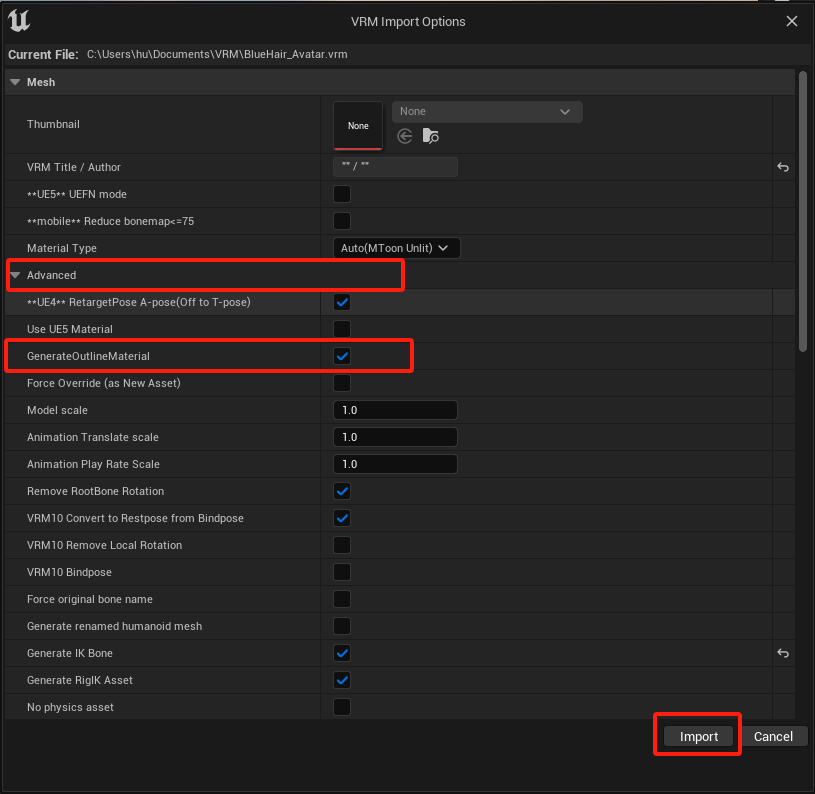 VRM Import Options
Current File: C:\Users\hu\Documents\VRM\BlueHair_Avatar.vrm
Mesh
Thumbnail None None
VRM Title / Author "" / ""
**UE5** UEFN mode
**mobile** Reduce bonemap<=75
Material Type Auto(MToon Unlit)
Advanced
**UE4** RetargetPose A-pose(Off to T-pose)
Use UE5 Material
GenerateOutlineMaterial
Force Override (as New Asset)
Model scale 1.0
Animation Translate scale 1.0
Animation Play Rate Scale 1.0
Remove RootBone Rotation
VRM10 Convert to Restpose from Bindpose
VRM10 Remove Local Rotation
VRM10 Bindpose
Force original bone name
Generate renamed humanoid mesh
Generate IK Bone
Generate RigIK Asset
No physics asset
Import Cancel